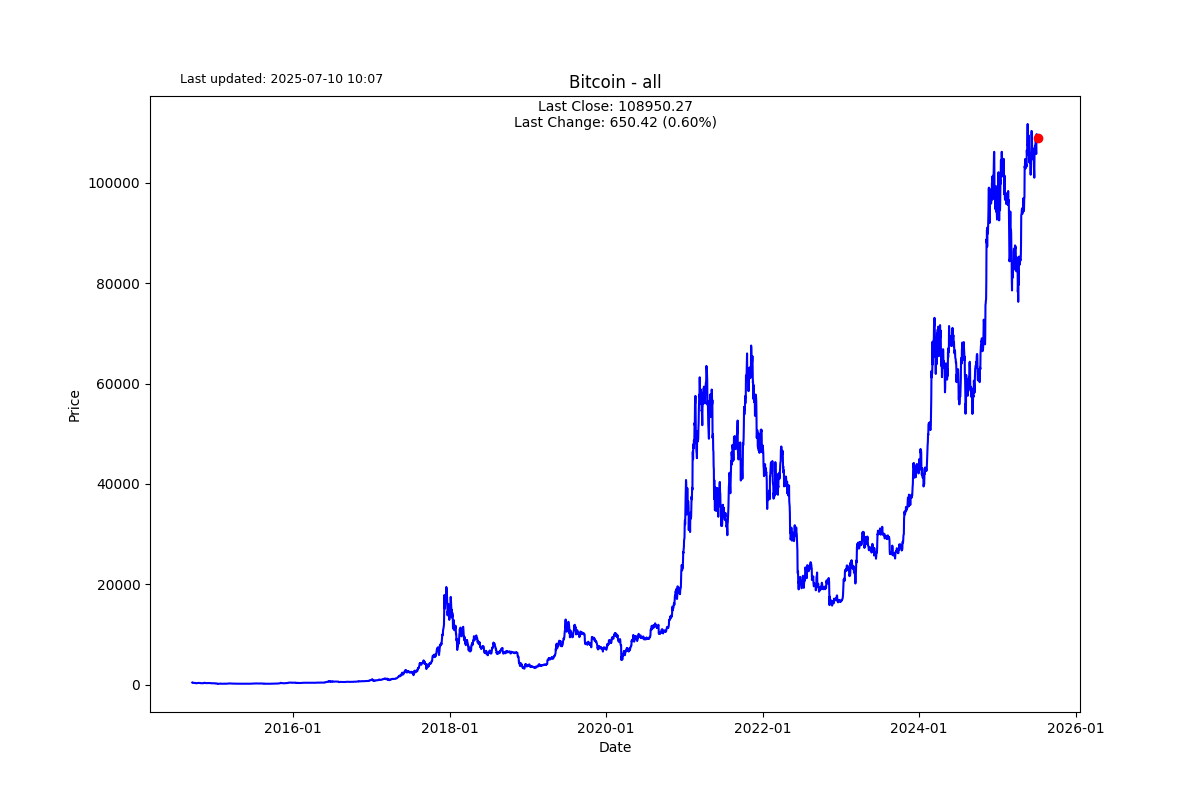 Last updated: 2025-07-10 10:07
Bitcoin - all
Last Close: 108950.27
Last Change: 650.42 (0.60%)
100000
80000
60000
40000
20000
0
Price
2016-01
2018-01
2020-01
2022-01
2024-01
2026-01
Date